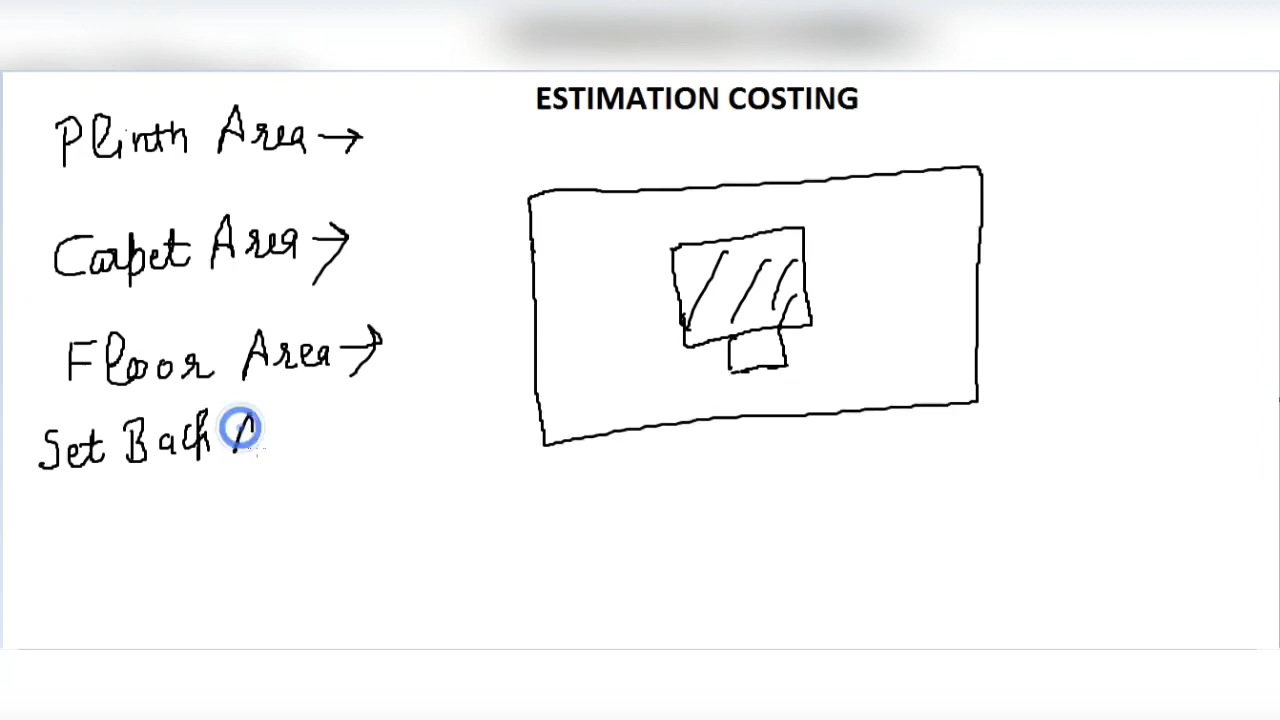 ESTIMATION COSTING
Plinth Area →
Carpet Area →
Floor Area →
Set Back A